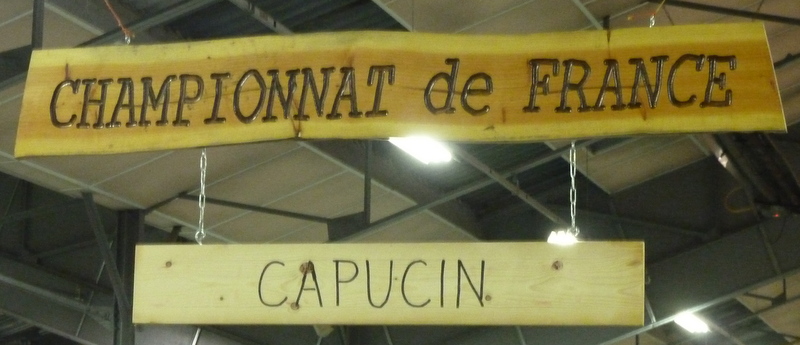 CHAMPIONNAT de FRANCE
CAPUCIN